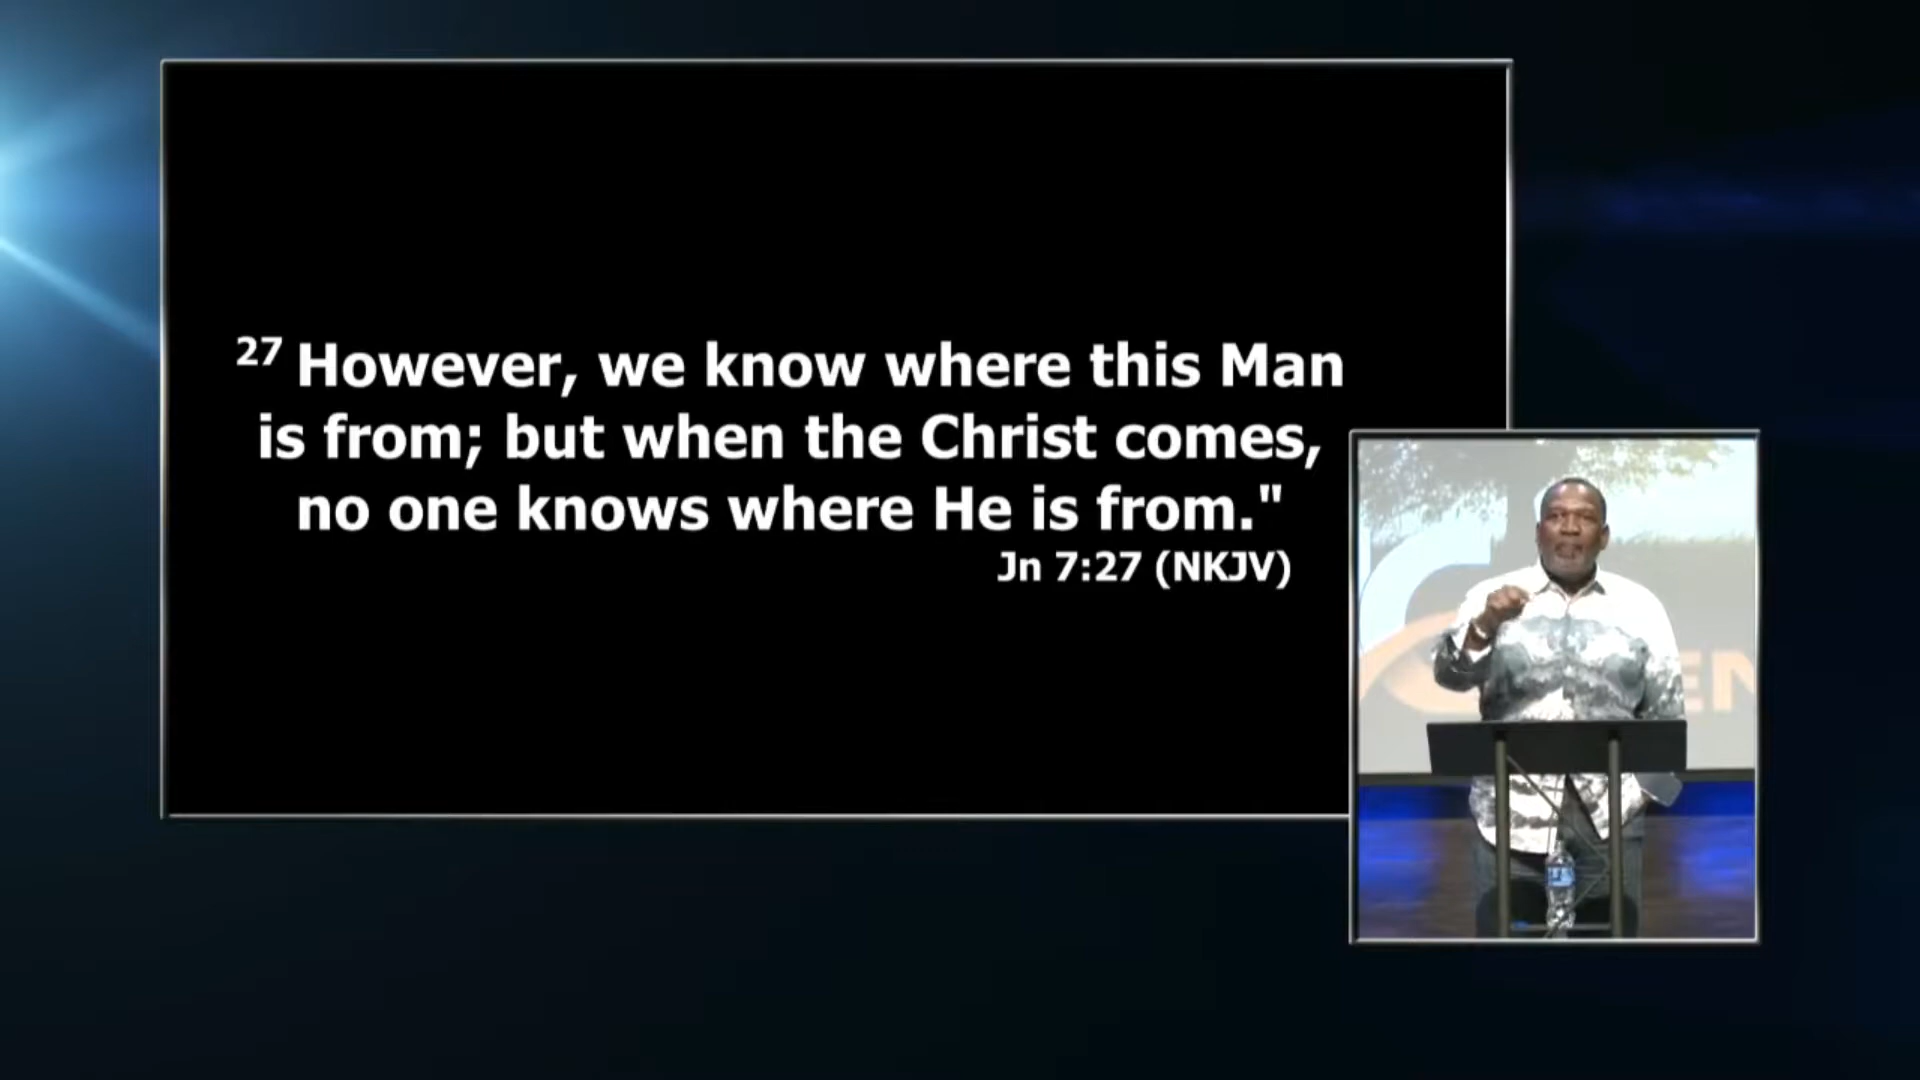 27 However, we know where this Man
is from; but when the Christ comes,
no one knows where He is from."
Jn 7:27 (NKJV)
EN